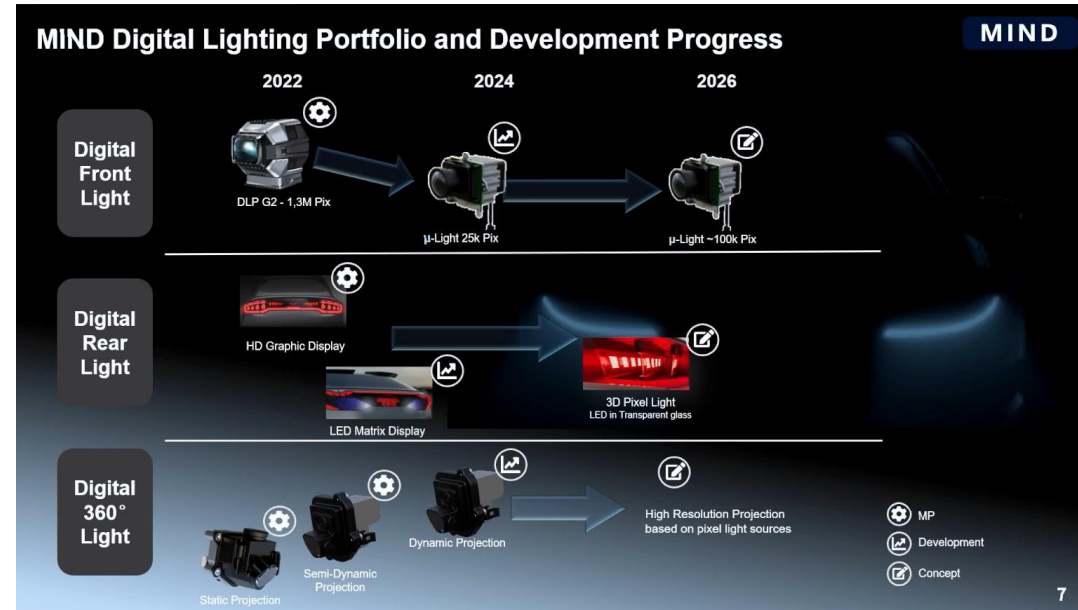 MIND Digital Lighting Portfolio and Development Progress
MIND
2022
2024
2026
Digital
Front
Light
DLP G2 - 1,3M Pix
µ-Light 25k Pix
µ-Light ~100k Pix
Digital
Rear
Light
HD Graphic Display
LED Matrix Display
3D Pixel Light
LED in Transparent glass
Digital
360°
Light
Static Projection
Semi-Dynamic
Projection
Dynamic Projection
High Resolution Projection
based on pixel light sources
MP
Development
Concept
7